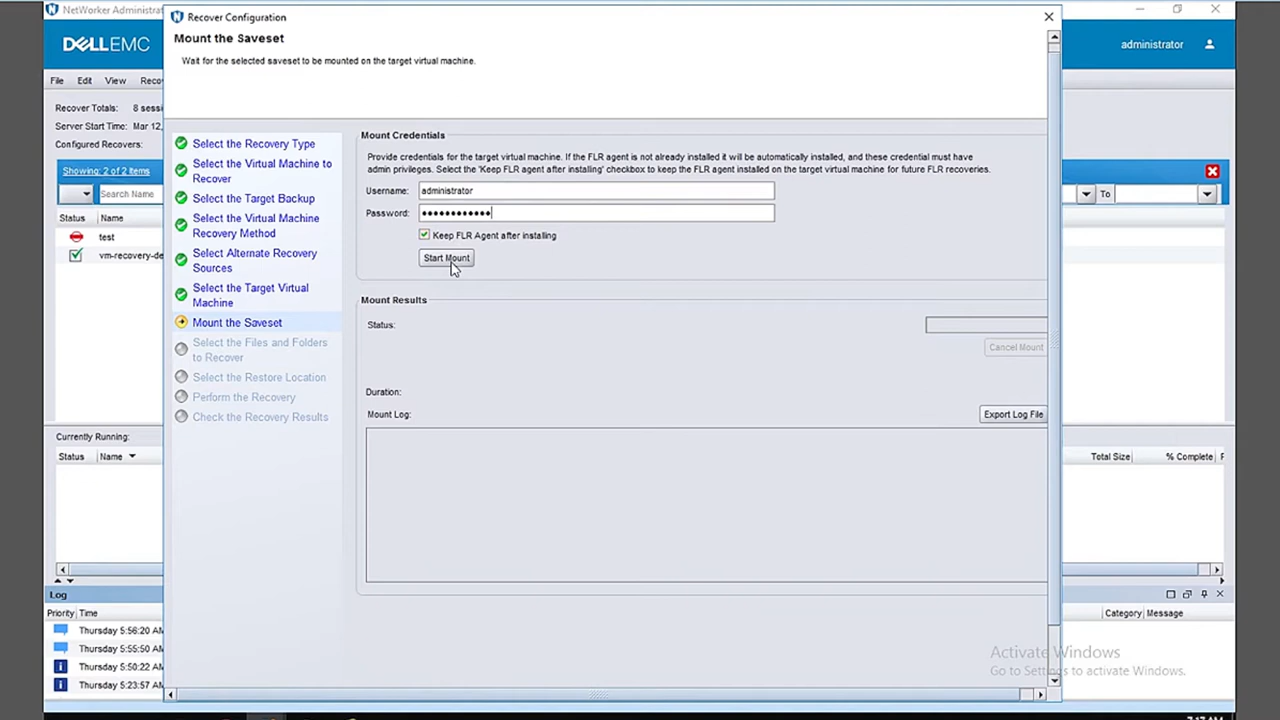 NetWorker Administrat
Recover Configuration
Mount the Saveset
Wait for the selected saveset to be mounted on the target virtual machine.
DELLEMC
administrator
File Edit View Reco
Recover Totals: 8 sessi
Server Start Time: Mar 12,
Configured Recovers:
Showing: 2 of 2 items
Search Name
To
Status Name
test
vm-recovery-de
Select the Recovery Type
Select the Virtual Machine to
Recover
Select the Target Backup
Select the Virtual Machine
Recovery Method
Select Alternate Recovery
Sources
Select the Target Virtual
Machine
Mount the Saveset
Select the Files and Folders
to Recover
Select the Restore Location
Perform the Recovery
Check the Recovery Results
Mount Credentials
Provide credentials for the target virtual machine. If the FLR agent is not already installed it will be automatically installed, and these credential must have
admin privileges. Select the 'Keep FLR agent after installing' checkbox to keep the FLR agent installed on the target virtual machine for future FLR recoveries.
Username: administrator
Password: ••••••••••••
Keep FLR Agent after installing
Start Mount
Mount Results
Status:
Cancel Mount
Duration:
Mount Log:
Export Log File
Currently Running:
Status Name
Total Size % Complete F
Log
Priority Time
Category Message
Thursday 5:56:20 AM
Thursday 5:55:50 AM
Thursday 5:50:22 AM
Thursday 5:23:57 AM
Activate Windows
Go to Settings to activate Windows.
7:17 AM